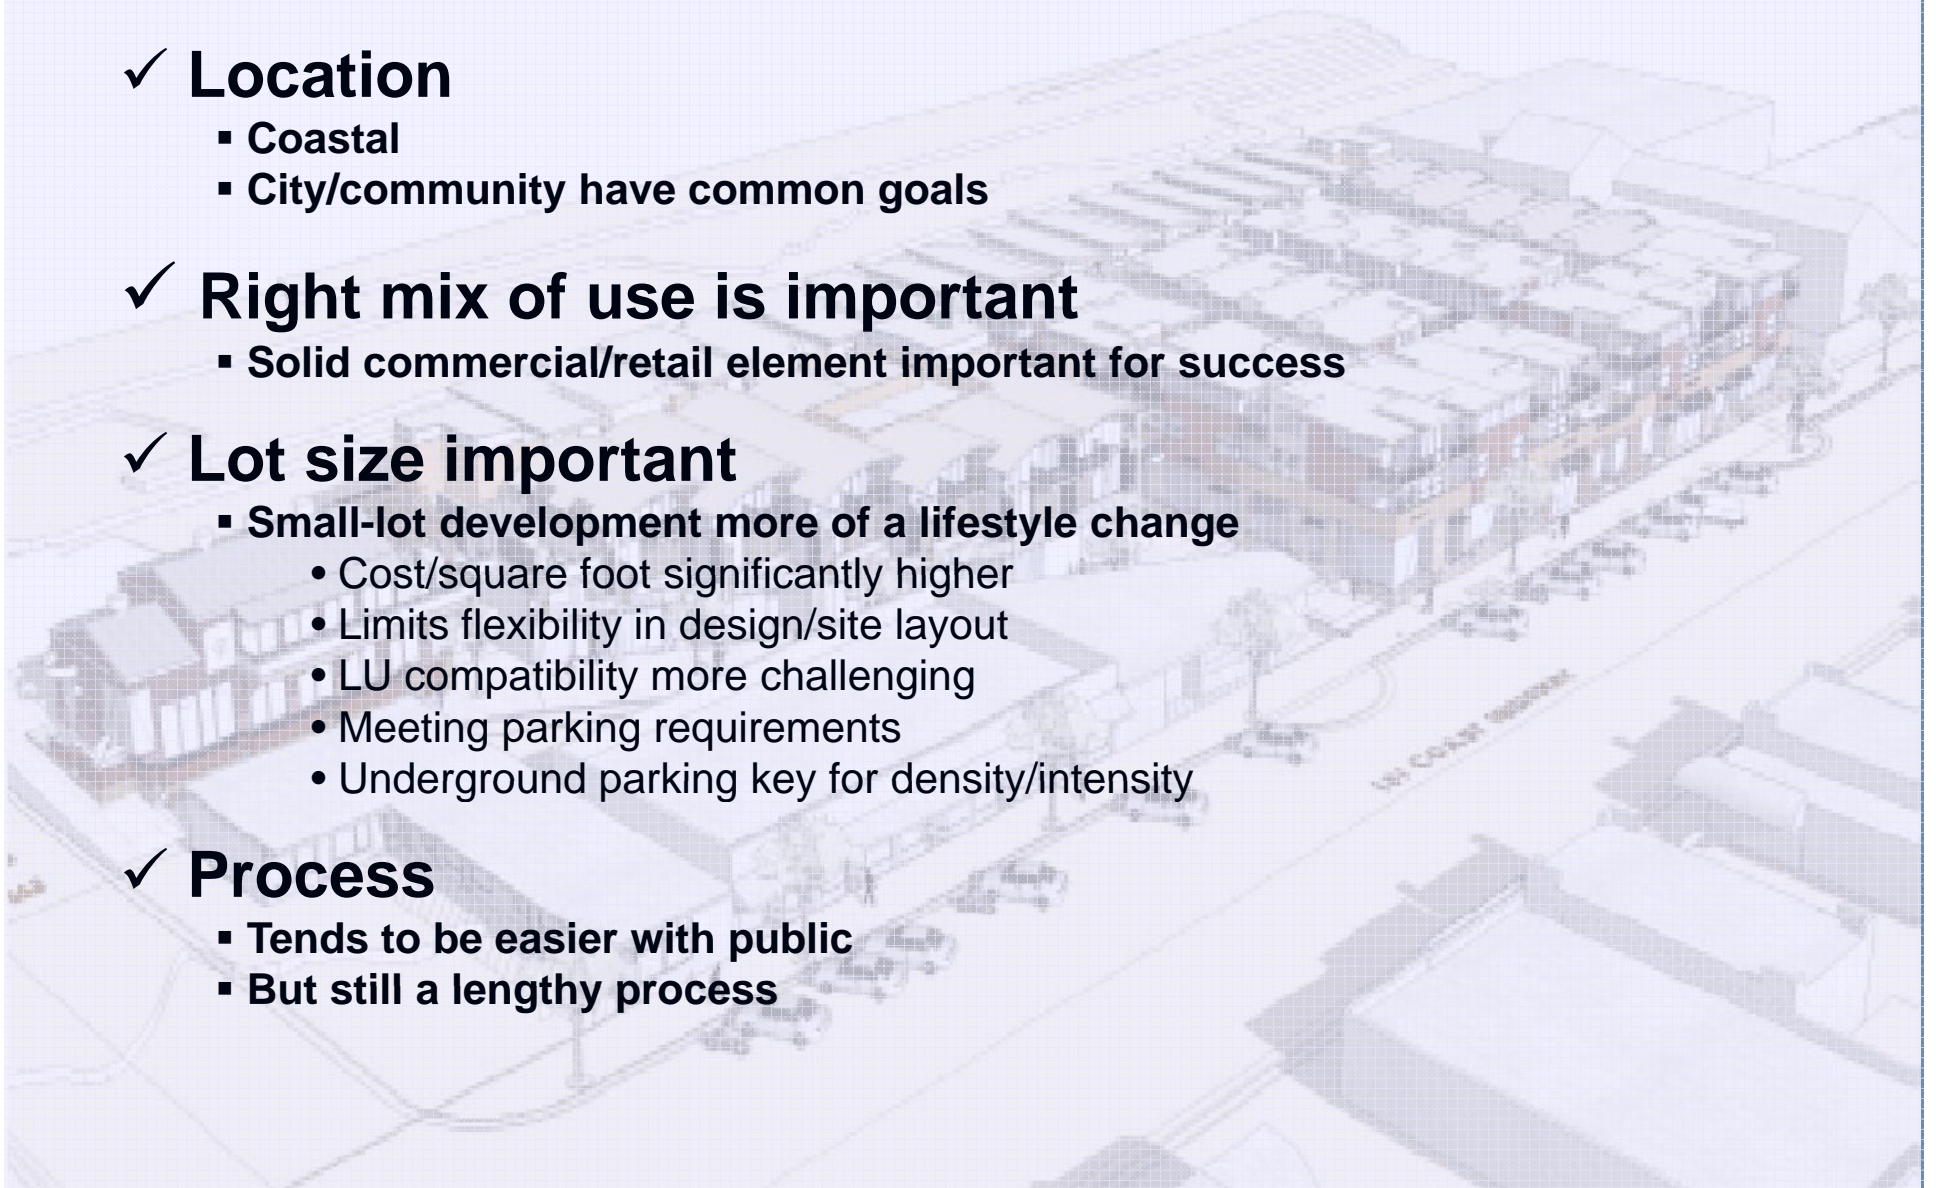 ✓ Location
▪ Coastal
▪ City/community have common goals
✓ Right mix of use is important
▪ Solid commercial/retail element important for success
✓ Lot size important
▪ Small-lot development more of a lifestyle change
• Cost/square foot significantly higher
• Limits flexibility in design/site layout
• LU compatibility more challenging
• Meeting parking requirements
• Underground parking key for density/intensity
✓ Process
▪ Tends to be easier with public
▪ But still a lengthy process